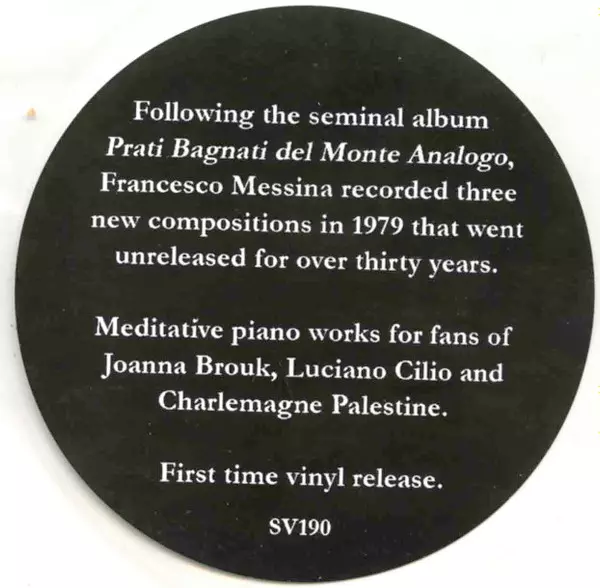 Following the seminal album
Prati Bagnati del Monte Analogo,
Francesco Messina recorded three
new compositions in 1979 that went
unreleased for over thirty years.
Meditative piano works for fans of
Joanna Brouk, Luciano Cilio and
Charlemagne Palestine.
First time vinyl release.
SV190